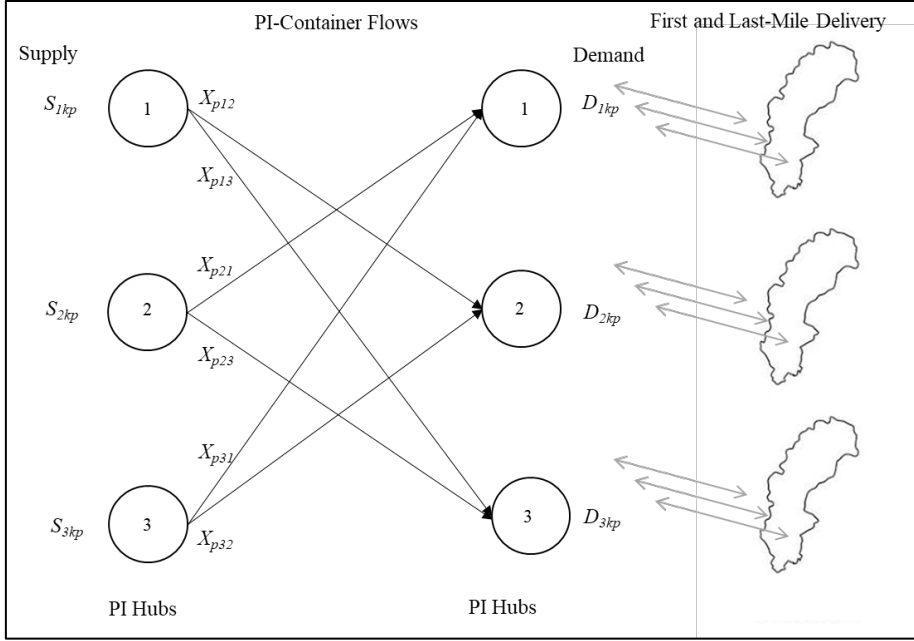 PI-Container Flows
First and Last-Mile Delivery
Supply
Demand
S1kp
1
Xp12
1
D1kp
Xp13
Xp21
S2kp
2
2
D2kp
Xp23
Xp31
S3kp
3
3
D3kp
Xp32
PI Hubs
PI Hubs